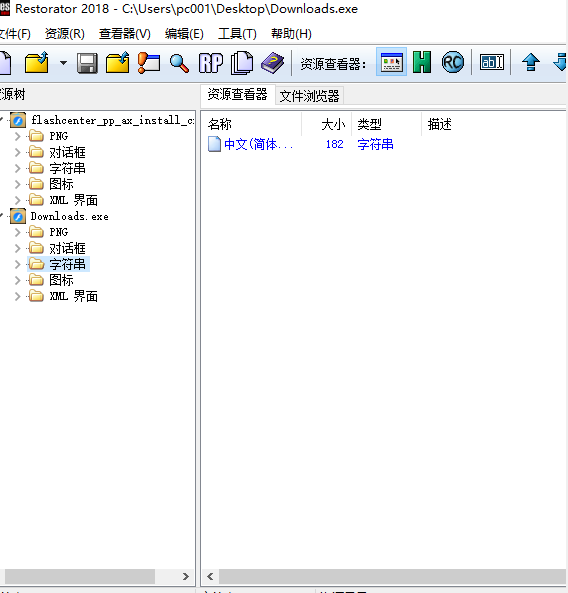 Restorator 2018 - C:\Users\pc001\Desktop\Downloads.exe
文件(F) 资源(R) 查看器(V) 编辑(E) 工具(T) 帮助(H)
RP 资源查看器: H RC ab
资源树
资源查看器 文件浏览器
flashcenter_pp_ax_install_c
PNG
对话框
字符串
图标
XML 界面
Downloads.exe
PNG
对话框
字符串
图标
XML 界面
名称 大小 类型 描述
中文(简体... 182 字符串